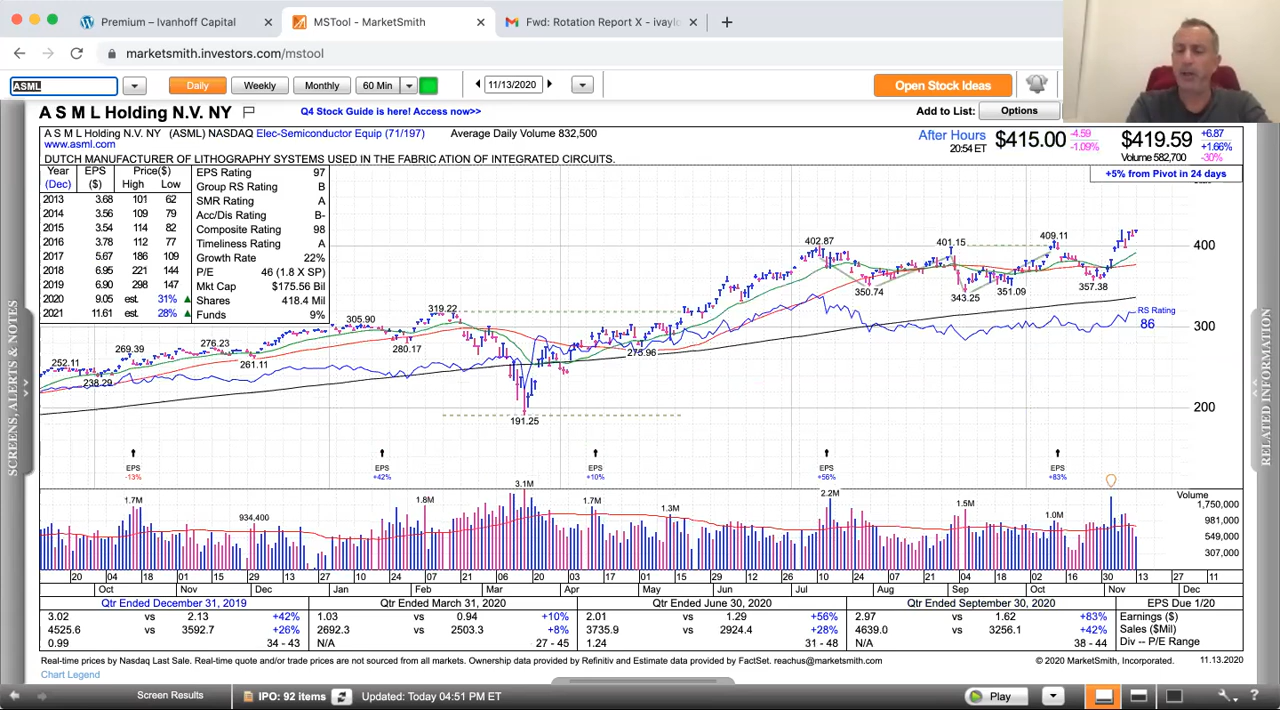 Premium – Ivanhoff Capital
MSTool - MarketSmith
Fwd: Rotation Report X - ivaylo
marketsmith.investors.com/mstool
ASML Daily Weekly Monthly 60 Min 11/13/2020 Open Stock Ideas
A S M L Holding N.V. NY Q4 Stock Guide is here! Access now>> Add to List: Options
A S M L Holding N.V. NY (ASML) NASDAQ Elec-Semiconductor Equip (71/197) Average Daily Volume 832,500
www.asml.com
DUTCH MANUFACTURER OF LITHOGRAPHY SYSTEMS USED IN THE FABRIC ATION OF INTEGRATED CIRCUITS.
After Hours
20:54 ET
$415.00 -4.59
-1.09%
$419.59 +6.87
+1.66%
Volume 582,700 -30%
+5% from Pivot in 24 days
Year EPS Price($)
(Dec) ($) High Low
2013 3.68 101 62
2014 3.56 109 79
2015 3.54 114 82
2016 3.78 112 77
2017 5.67 186 109
2018 6.95 221 144
2019 6.90 298 147
2020 9.05 est. 31%
2021 11.61 est. 28%
EPS Rating 97
Group RS Rating B
SMR Rating A
Acc/Dis Rating B-
Composite Rating 98
Timeliness Rating A
Growth Rate 22%
P/E 46 (1.8 X SP)
Mkt Cap $175.56 Bil
Shares 418.4 Mil
Funds 9%
402.87 401.15 409.11 400
350.74 343.25 351.09 357.38
252.11 269.39 276.23 305.90 319.22 300
238.29 261.11 280.17 275.96
RS Rating
86
191.25 200
EPS EPS EPS EPS EPS
-13% +42% +10% +56% +83%
1.7M 934,400 1.8M 3.1M 1.7M 1.3M 2.2M 1.5M 1.0M
Volume
1,750,000
981,000
549,000
307,000
20 04 18 01 15 29 13 27 10 24 07 21 06 20 03 17 01 15 29 12 26 10 24 07 21 04 18 02 16 30 13 27 11
Oct Nov Dec Jan Feb Mar Apr May Jun Jul Aug Sep Oct Nov Dec
Qtr Ended December 31, 2019 Qtr Ended March 31, 2020 Qtr Ended June 30, 2020 Qtr Ended September 30, 2020 EPS Due 1/20
3.02 vs 2.13 +42% 1.03 vs 0.94 +10% 2.01 vs 1.29 +56% 2.97 vs 1.62 +83% Earnings ($)
4525.6 vs 3592.7 +26% 2692.3 vs 2503.3 +8% 3735.9 vs 2924.4 +28% 4639.0 vs 3256.1 +42% Sales ($Mil)
0.99 34 - 43 N/A 27 - 45 1.24 31 - 48 N/A 38 - 44 Div -- P/E Range
Real-time prices by Nasdaq Last Sale. Real-time quote and/or trade prices are not sourced from all markets. Ownership data provided by Refinitiv and Estimate data provided by FactSet. reachus@marketsmith.com © 2020 MarketSmith, Incorporated. 11.13.2020
Chart Legend
SCREENS, ALERTS & NOTES
RELATED INFORMATION
Screen Results IPO: 92 items Updated: Today 04:51 PM ET Play